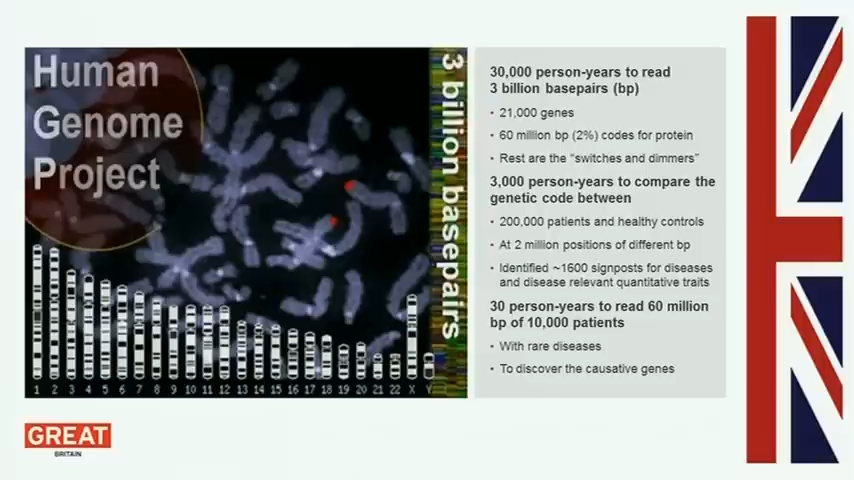 Human
Genome
Project
3 billion basepairs
1 2 3 4 5 6 7 8 9 10 11 12 13 14 15 16 17 18 19 20 21 22 X Y
30,000 person-years to read
3 billion basepairs (bp)
• 21,000 genes
• 60 million bp (2%) codes for protein
• Rest are the “switches and dimmers”
3,000 person-years to compare the
genetic code between
• 200,000 patients and healthy controls
• At 2 million positions of different bp
• Identified ~1600 signposts for diseases
and disease relevant quantitative traits
30 person-years to read 60 million
bp of 10,000 patients
• With rare diseases
• To discover the causative genes
GREAT
BRITAIN